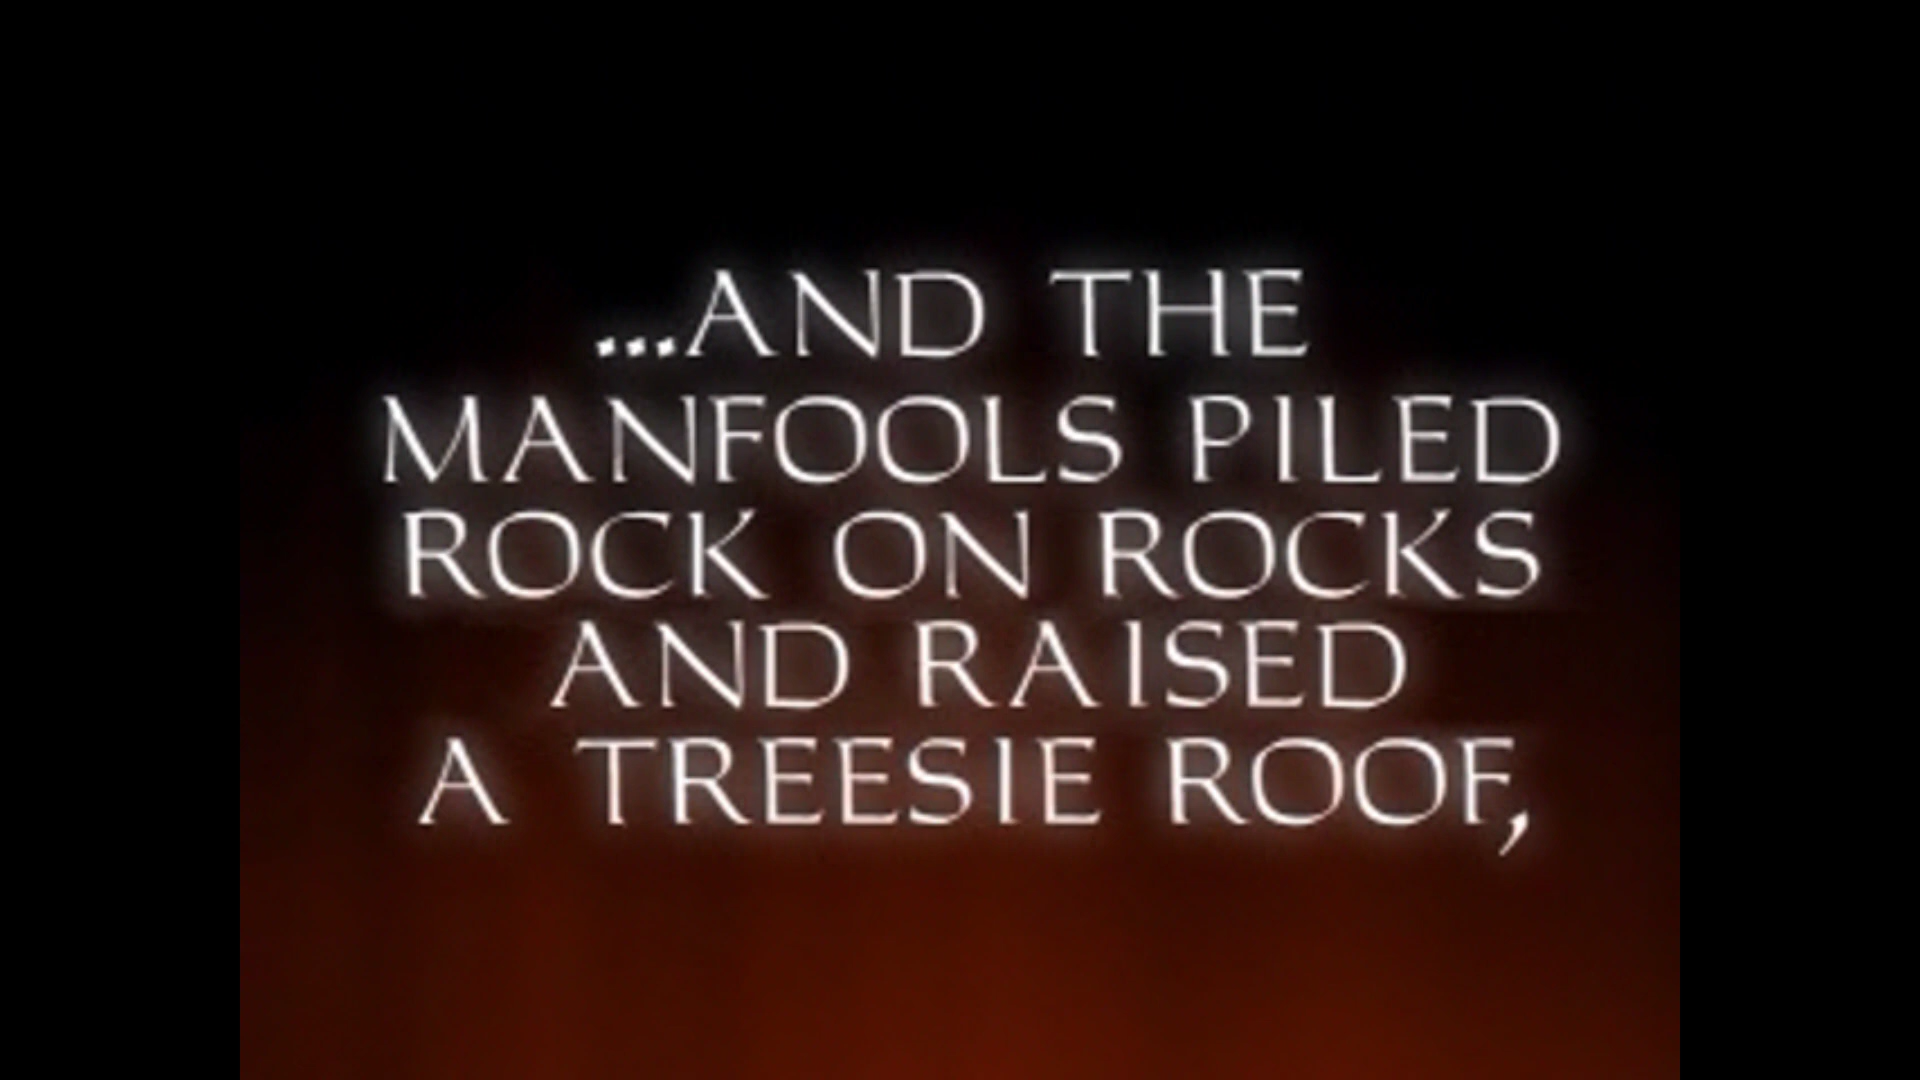 ...AND THE
MANFOOLS PILED
ROCK ON ROCKS
AND RAISED
A TREESIE ROOF,